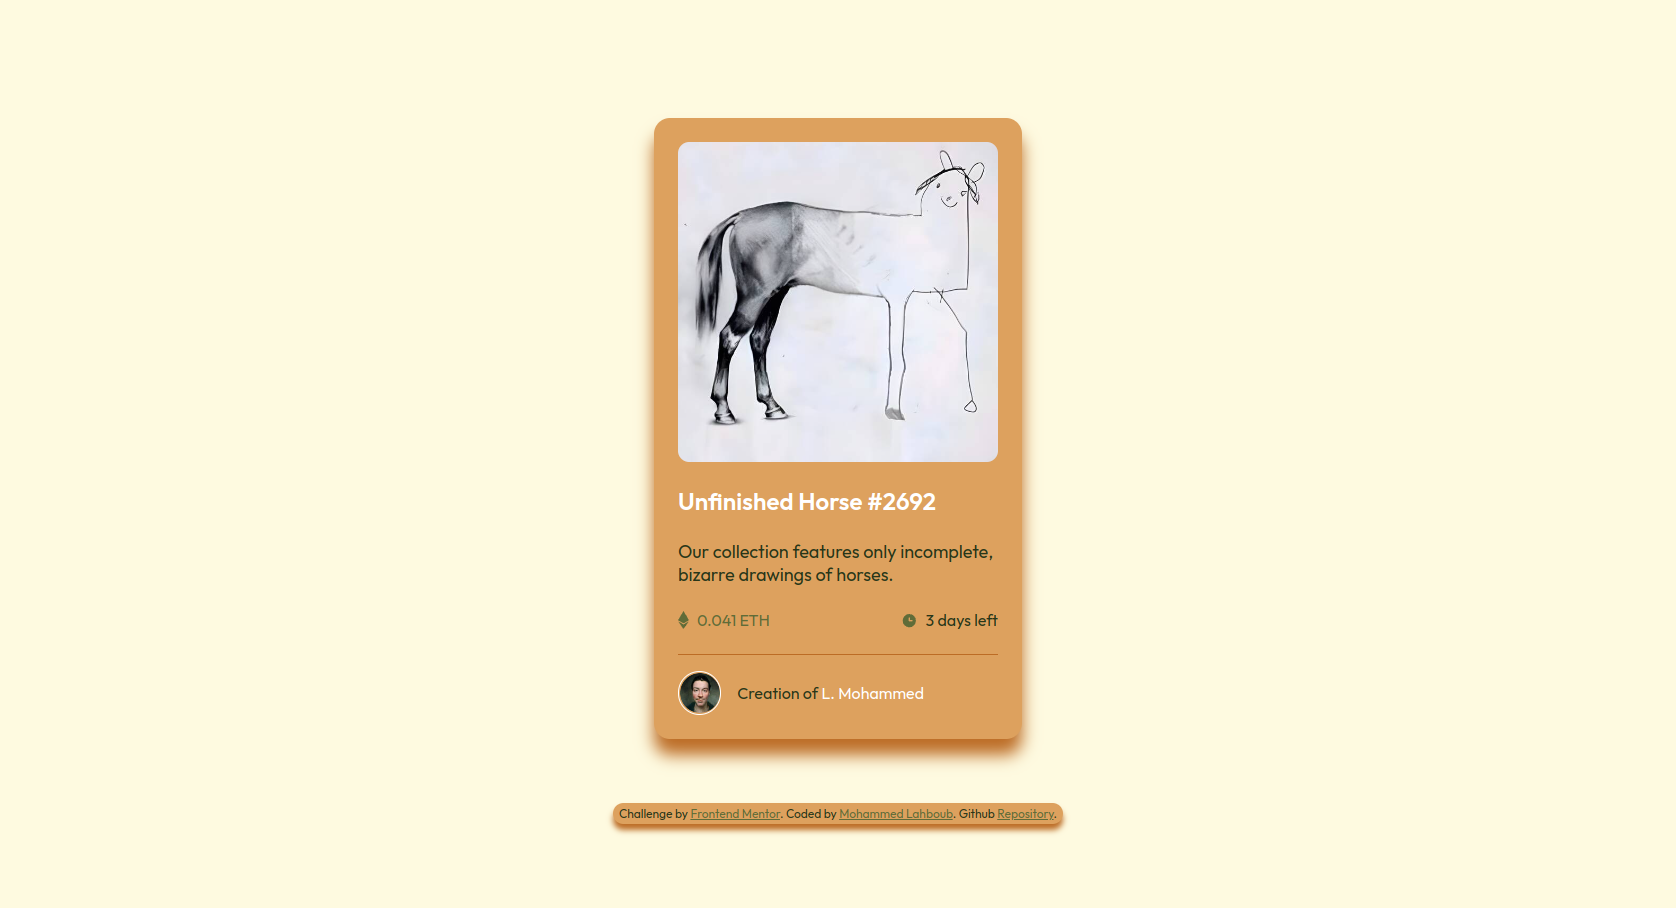 Unfinished Horse #2692
Our collection features only incomplete,
bizarre drawings of horses.
0.041 ETH
3 days left
Creation of L. Mohammed
Challenge by Frontend Mentor. Coded by Mohammed Lahboub. Github Repository.